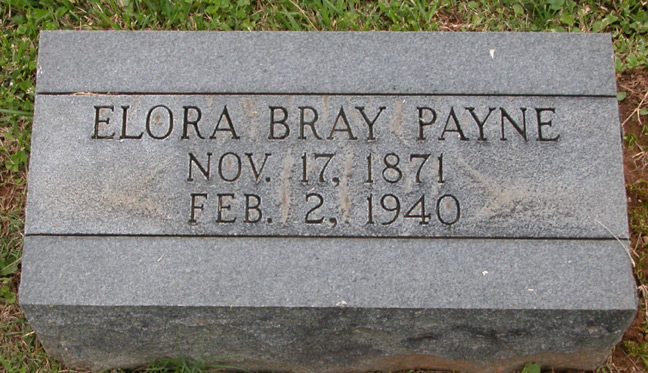 ELORA BRAY PAYNE
NOV. 17, 1871
FEB. 2, 1940